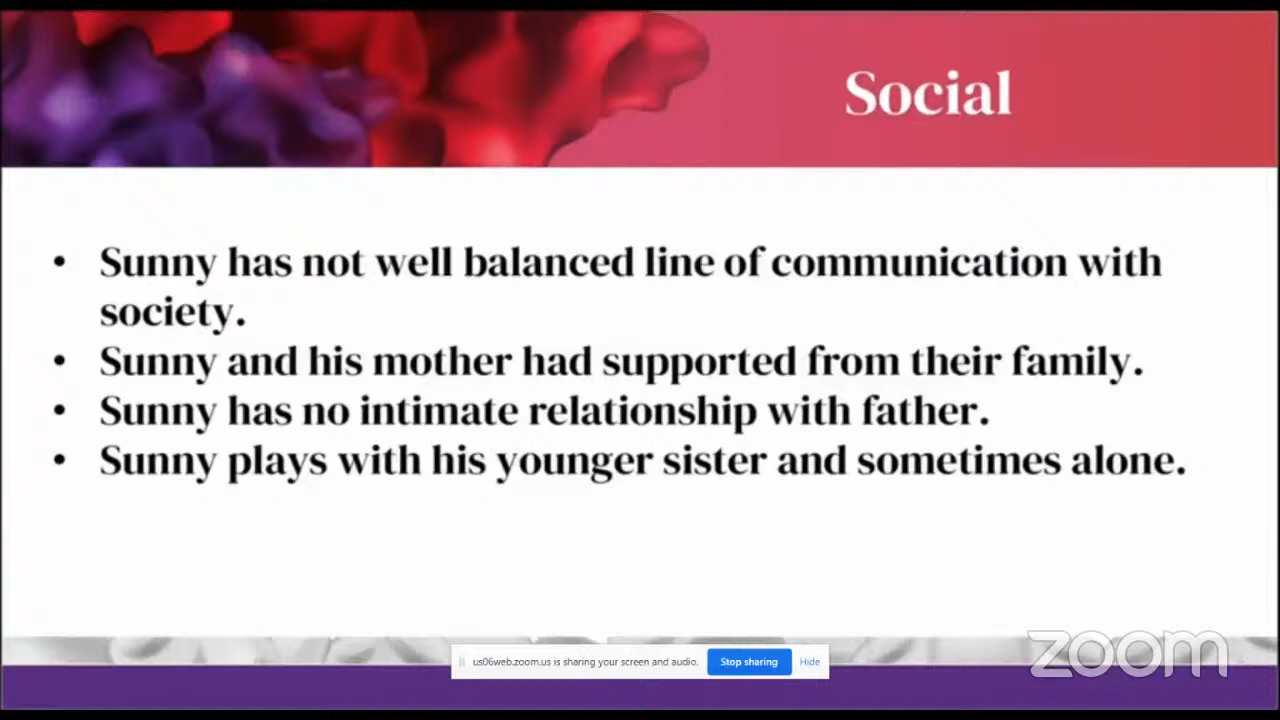 Social
• Sunny has not well balanced line of communication with
society.
• Sunny and his mother had supported from their family.
• Sunny has no intimate relationship with father.
• Sunny plays with his younger sister and sometimes alone.
zoom
us06web.zoom.us is sharing your screen and audio. Stop sharing Hide